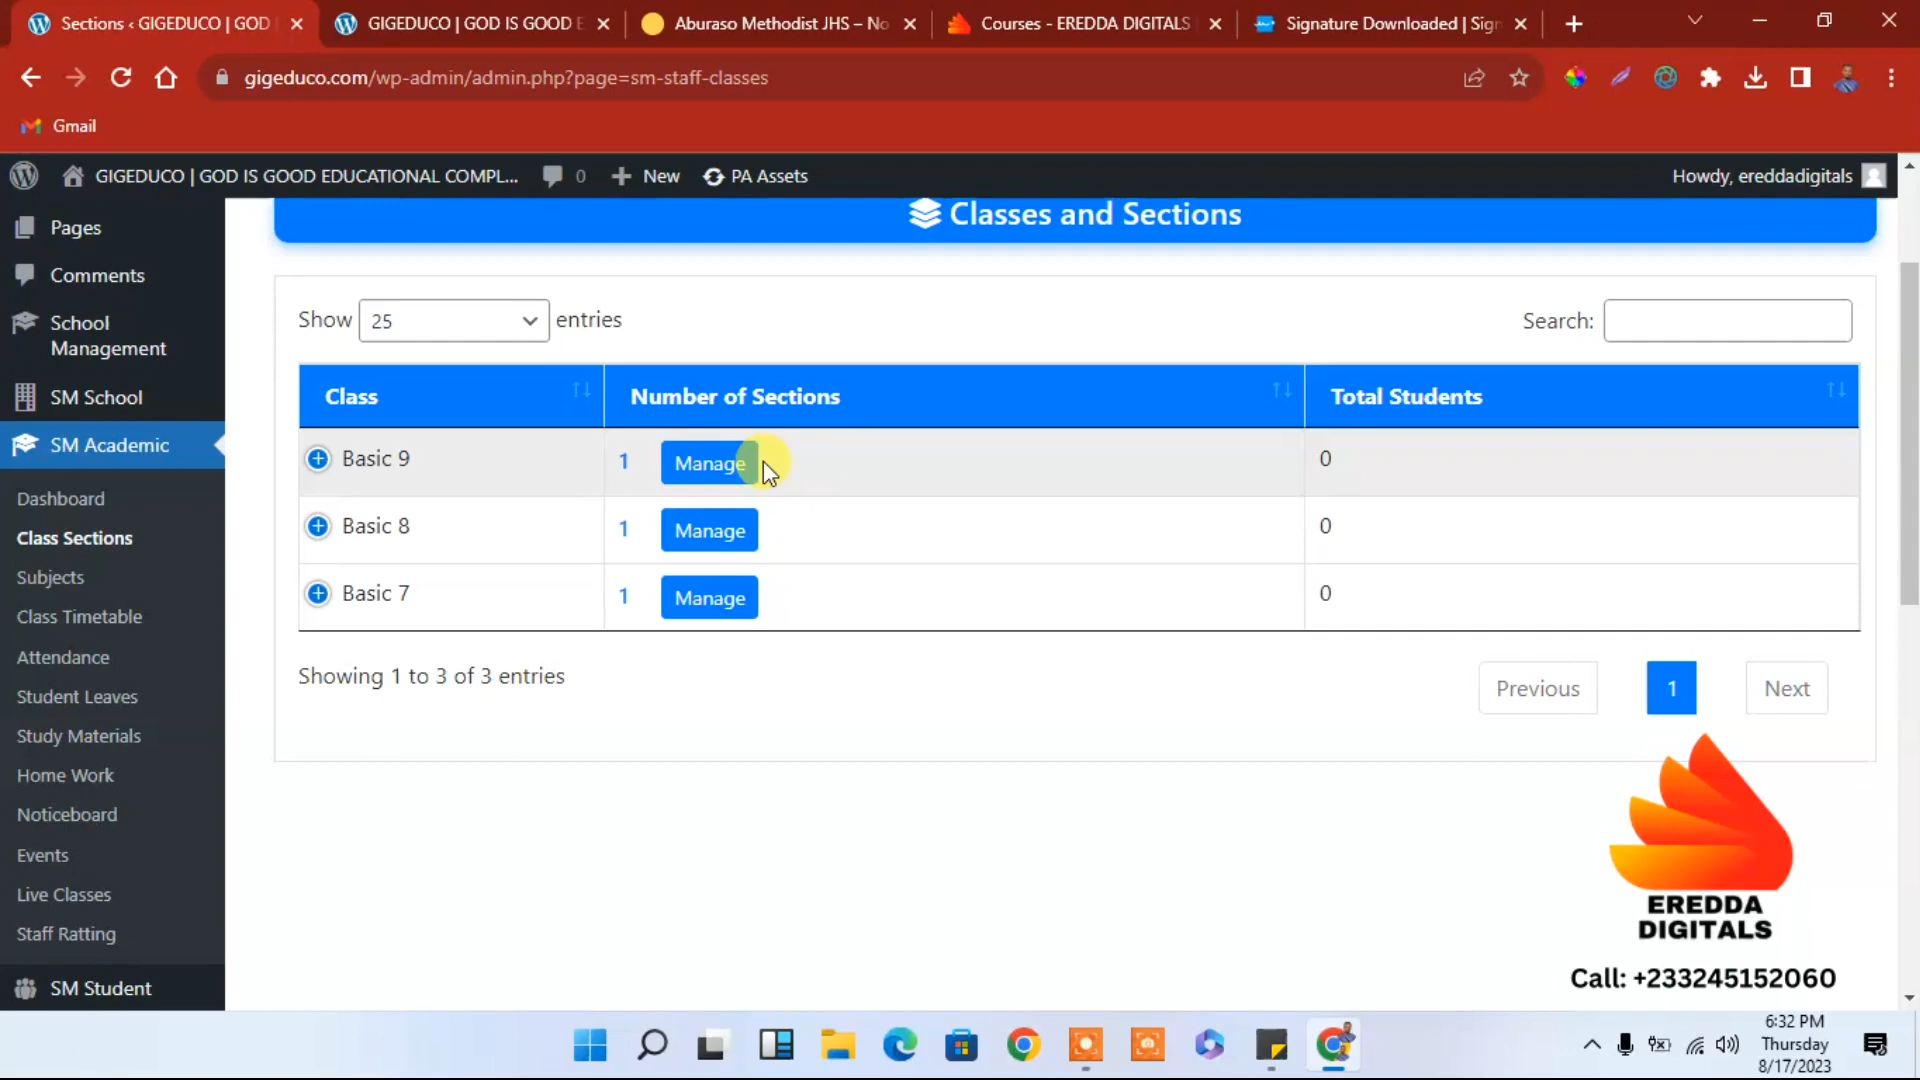 Sections ‹ GIGEDUCO | GOD
GIGEDUCO | GOD IS GOOD E
Aburaso Methodist JHS – No
Courses - EREDDA DIGITALS
Signature Downloaded | Sign
gigeduco.com/wp-admin/admin.php?page=sm-staff-classes
Gmail
GIGEDUCO | GOD IS GOOD EDUCATIONAL COMPL... 0 New PA Assets Howdy, ereddadigitals
Pages
Comments
School
Management
SM School
SM Academic
Dashboard
Class Sections
Subjects
Class Timetable
Attendance
Student Leaves
Study Materials
Home Work
Noticeboard
Events
Live Classes
Staff Ratting
SM Student
Classes and Sections
Show 25 entries Search:
Class Number of Sections Total Students
Basic 9 1 Manage 0
Basic 8 1 Manage 0
Basic 7 1 Manage 0
Showing 1 to 3 of 3 entries Previous 1 Next
EREDDA
DIGITALS
Call: +233245152060
6:32 PM
Thursday
8/17/2023